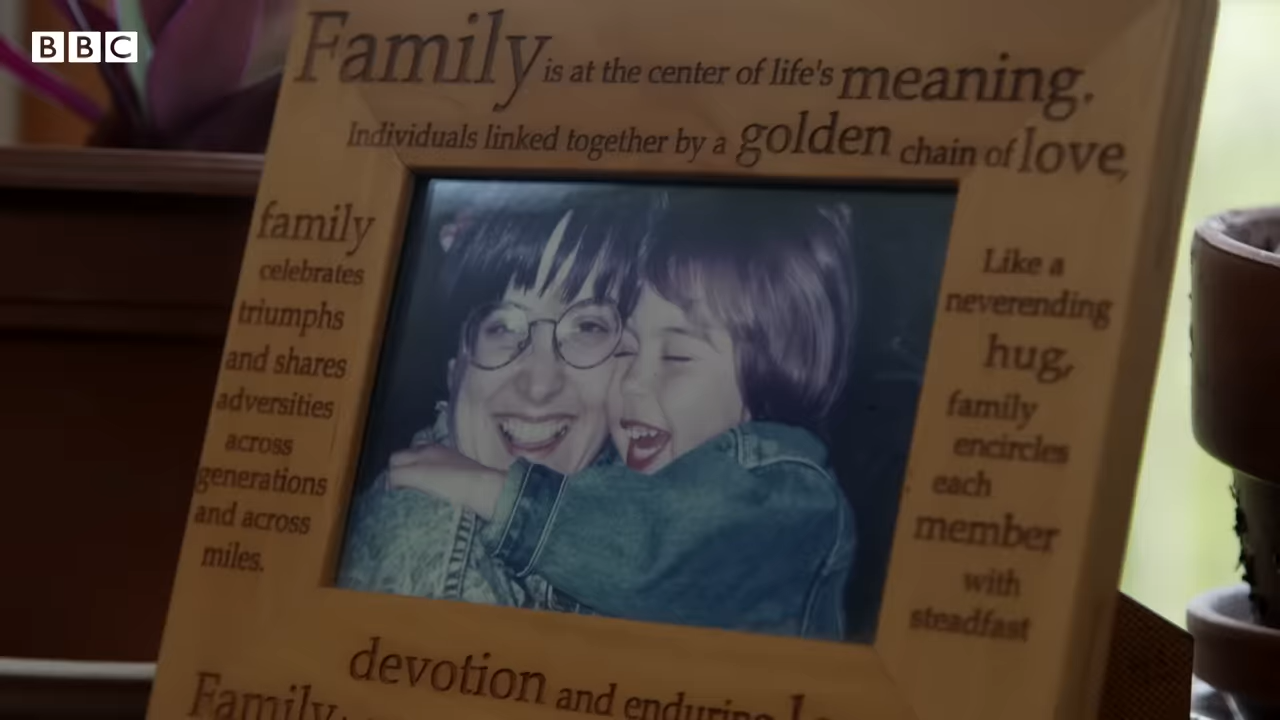 BBC
Family is at the center of life's meaning.
Individuals linked together by a golden chain of love,
family
celebrates
triumphs
and shares
adversities
across
generations
and across
miles.
Like a
neverending
hug,
family
encircles
each
member
with
steadfast
devotion and enduring
Family